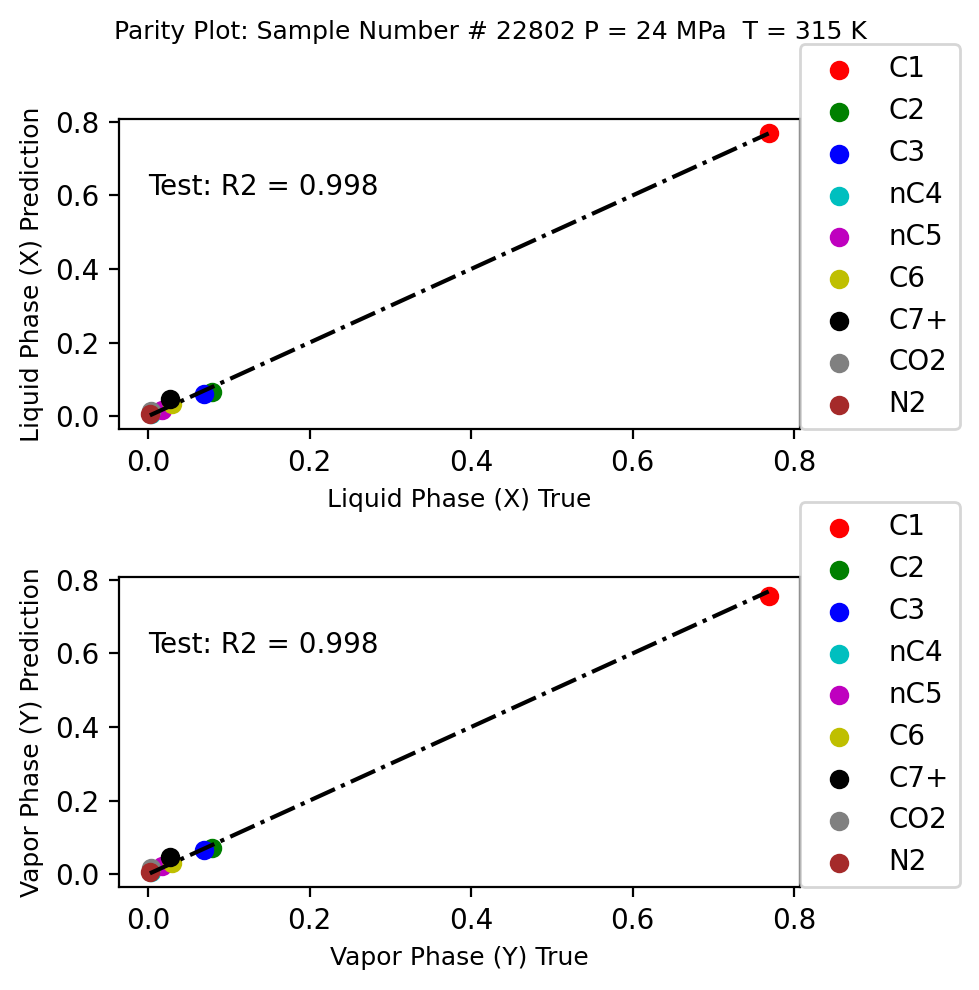 Parity Plot: Sample Number # 22802 P = 24 MPa  T = 315 K
Liquid Phase (X) Prediction
0.8
0.6
0.4
0.2
0.0
Test: R2 = 0.998
0.0 0.2 0.4 0.6 0.8
Liquid Phase (X) True
C1
C2
C3
nC4
nC5
C6
C7+
CO2
N2
Vapor Phase (Y) Prediction
0.8
0.6
0.4
0.2
0.0
Test: R2 = 0.998
0.0 0.2 0.4 0.6 0.8
Vapor Phase (Y) True
C1
C2
C3
nC4
nC5
C6
C7+
CO2
N2